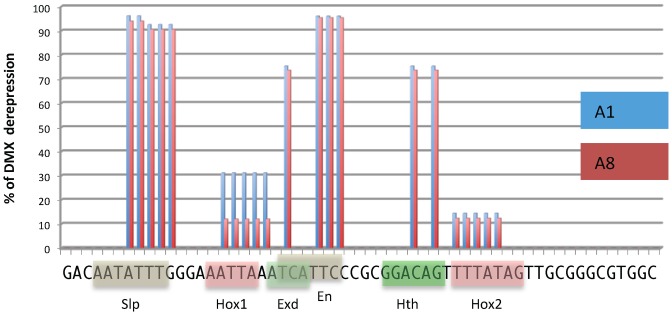 % of DMX derepression
100
90
80
70
60
50
40
30
20
10
0
A1
A8
GACAATATTTGGGAAATTAAATCATTCCCGCGGACAGTTTTATAGTTGCGGGCGTGGC
Slp
Hox1
Exd
En
Hth
Hox2